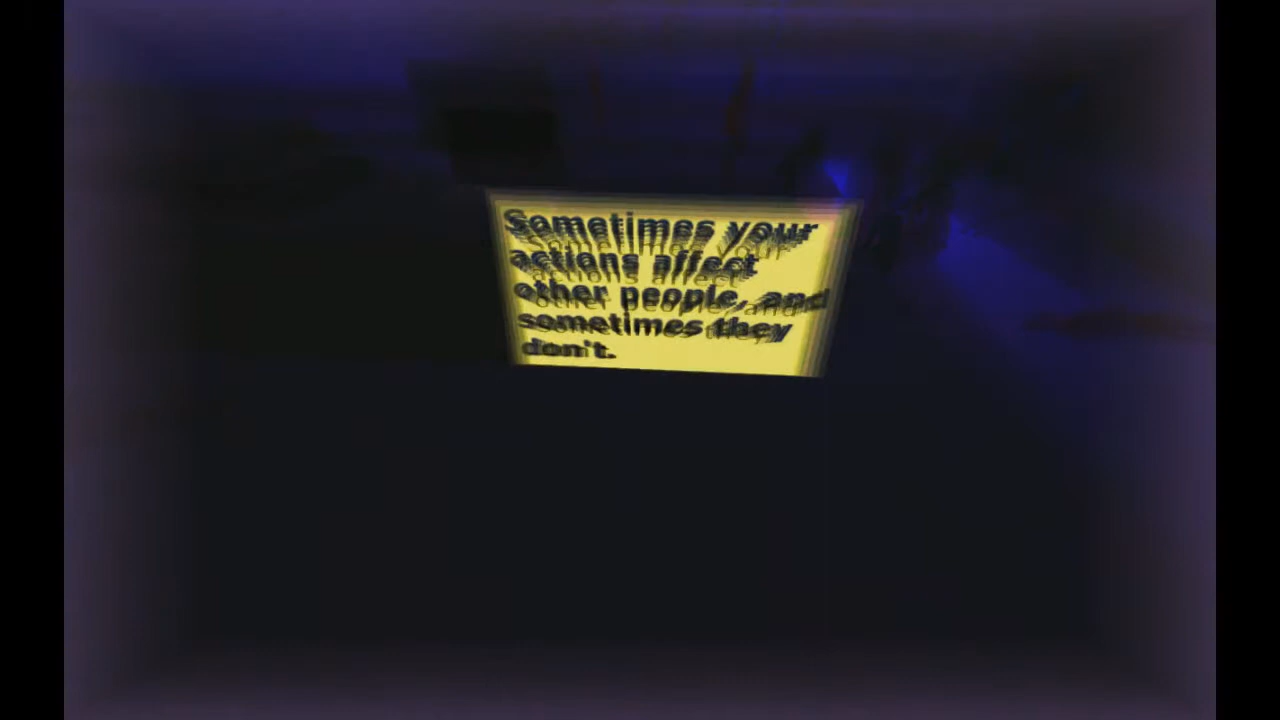 Sometimes your
actions affect
other people, and
sometimes they
don't.